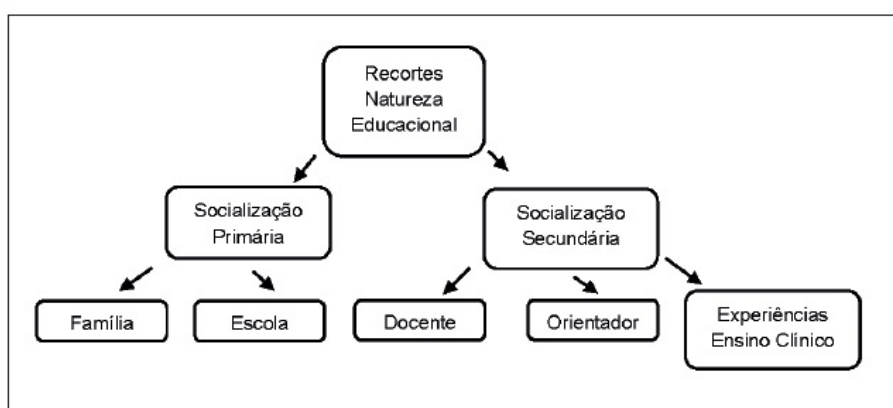 Recortes
Natureza
Educacional
Socialização
Primária
Socialização
Secundária
Família
Escola
Docente
Orientador
Experiências
Ensino Clínico